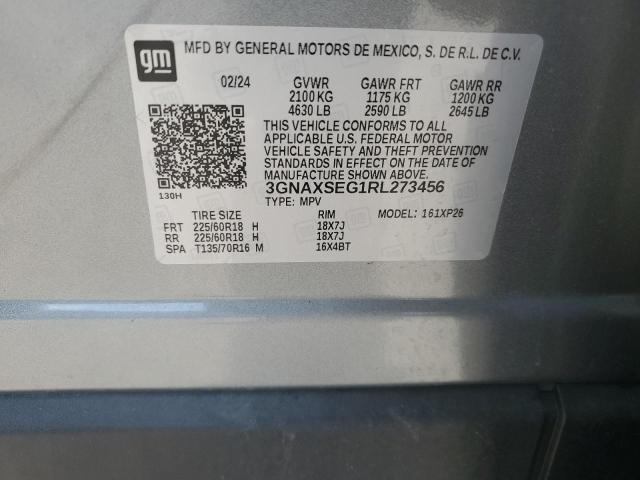 gm
MFD BY GENERAL MOTORS DE MEXICO, S. DE R.L. DE C.V.
02/24 GVWR GAWR FRT GAWR RR
2100 KG 1175 KG 1200 KG
4630 LB 2590 LB 2645 LB
THIS VEHICLE CONFORMS TO ALL
APPLICABLE U.S. FEDERAL MOTOR
VEHICLE SAFETY AND THEFT PREVENTION
STANDARDS IN EFFECT ON THE DATE OF
MANUFACTURE SHOWN ABOVE.
130H
3GNAXSEG1RL273456
TYPE: MPV
TIRE SIZE RIM MODEL: 161XP26
FRT 225/60R18 H 18X7J
RR 225/60R18 H 18X7J
SPA T135/70R16 M 16X4BT